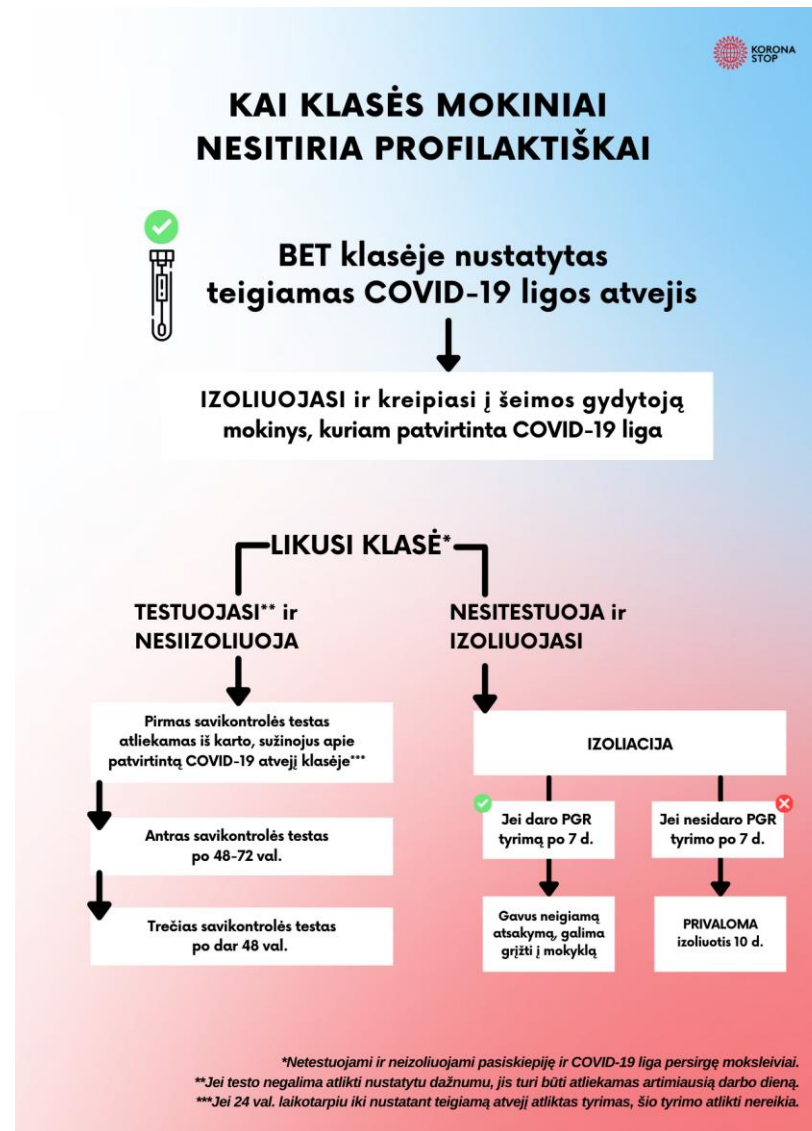 KORONA
STOP
KAI KLASĖS MOKINIAI
NESITIRIA PROFILAKTIŠKAI
BET klasėje nustatytas
teigiamas COVID-19 ligos atvejis
IZOLIUOJASI ir kreipiasi į šeimos gydytoją
mokinys, kuriam patvirtinta COVID-19 liga
LIKUSI KLASĖ*
TESTUOJASI** ir
NESIIZOLIUOJA
Pirmas savikontrolės testas
atliekamas iš karto, sužinojus apie
patvirtintą COVID-19 atvejį klasėje***
Antras savikontrolės testas
po 48-72 val.
Trečias savikontrolės testas
po dar 48 val.
NESITESTUOJA ir
IZOLIUOJASI
IZOLIACIJA
Jei daro PGR
tyrimą po 7 d.
Gavus neigiamą
atsakymą, galima
grįžti į mokyklą
Jei nesidaro PGR
tyrimo po 7 d.
PRIVALOMA
izoliuotis 10 d.
*Netestuojami ir neizoliuojami pasiskiepiję ir COVID-19 liga persirgę moksleiviai.
**Jei testo negalima atlikti nustatytu dažnumu, jis turi būti atliekamas artimiausią darbo dieną.
***Jei 24 val. laikotarpiu iki nustatant teigiamą atvejį atliktas tyrimas, šio tyrimo atlikti nereikia.